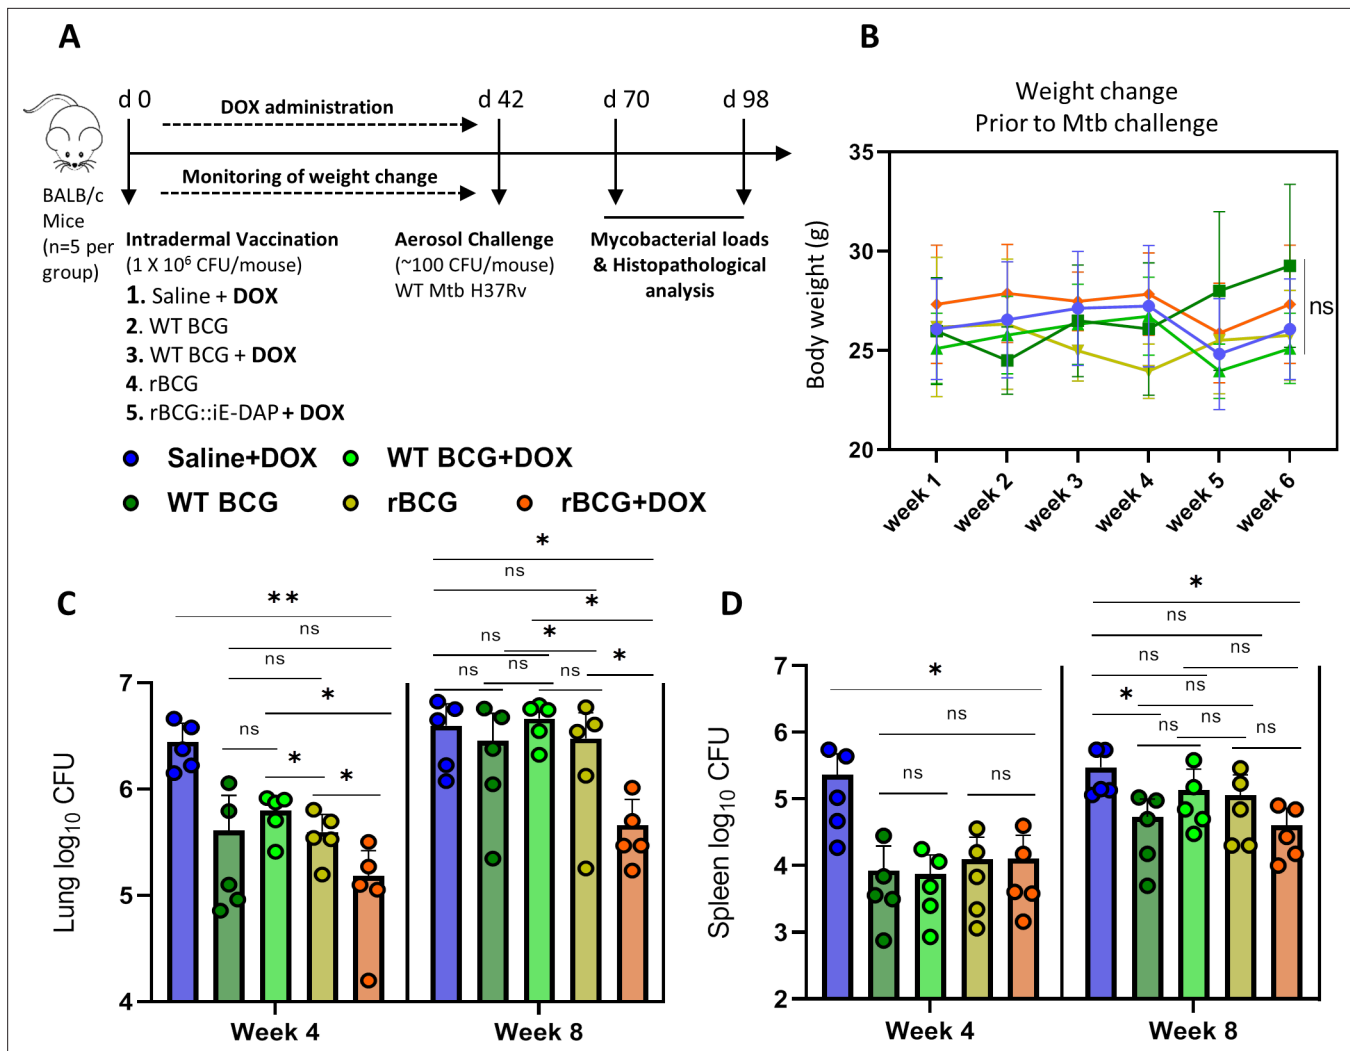 A
d 0
DOX administration
d 42
d 70
d 98
Monitoring of weight change
BALB/c
Mice
(n=5 per
group)
Intradermal Vaccination
(1 X 10⁶ CFU/mouse)
1. Saline + DOX
2. WT BCG
3. WT BCG + DOX
4. rBCG
5. rBCG::iE-DAP + DOX
Aerosol Challenge
(~100 CFU/mouse)
WT Mtb H37Rv
Mycobacterial loads
& Histopathological
analysis
Saline+DOX
WT BCG+DOX
WT BCG
rBCG
rBCG+DOX
B
Weight change
Prior to Mtb challenge
Body weight (g)
35
30
25
20
ns
week 1
week 2
week 3
week 4
week 5
week 6
C
Lung log₁₀ CFU
7
6
5
4
**
ns
ns
*
ns
*
*
*
ns
*
ns
*
*
ns
ns
ns
Week 4
Week 8
D
Spleen log₁₀ CFU
7
6
5
4
3
2
*
ns
ns
ns
*
ns
ns
ns
*
ns
ns
ns
ns
Week 4
Week 8